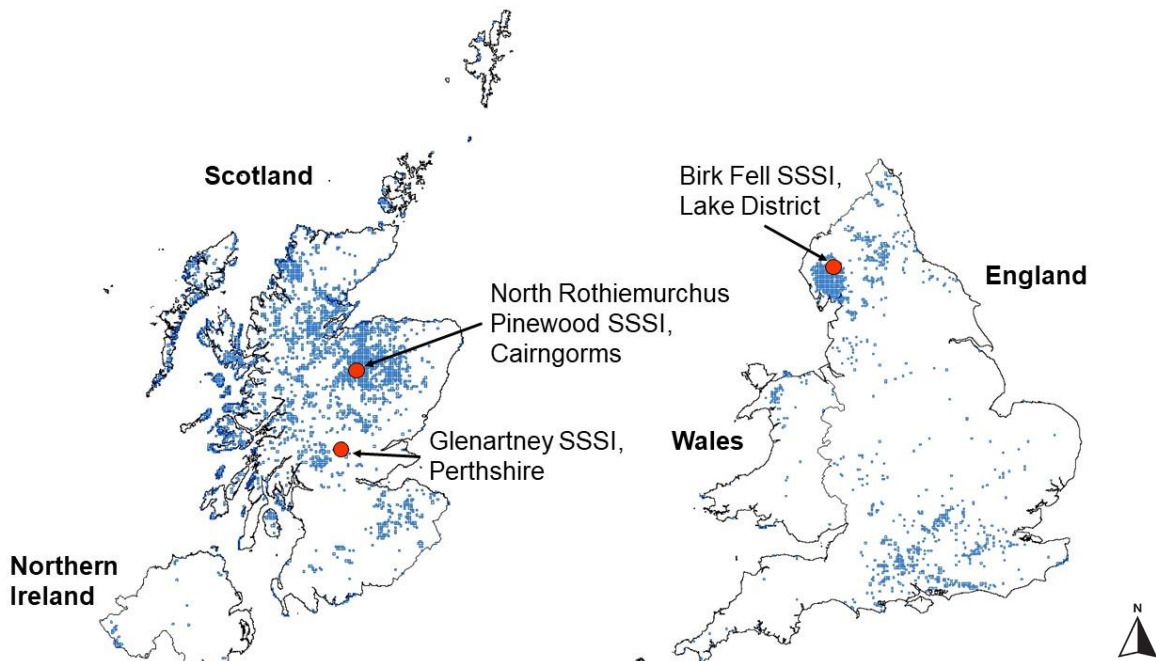 Scotland
North Rothiemurchus
Pinewood SSSI,
Cairngorms
Glenartney SSSI,
Perthshire
Northern
Ireland
Birk Fell SSSI,
Lake District
England
Wales
N